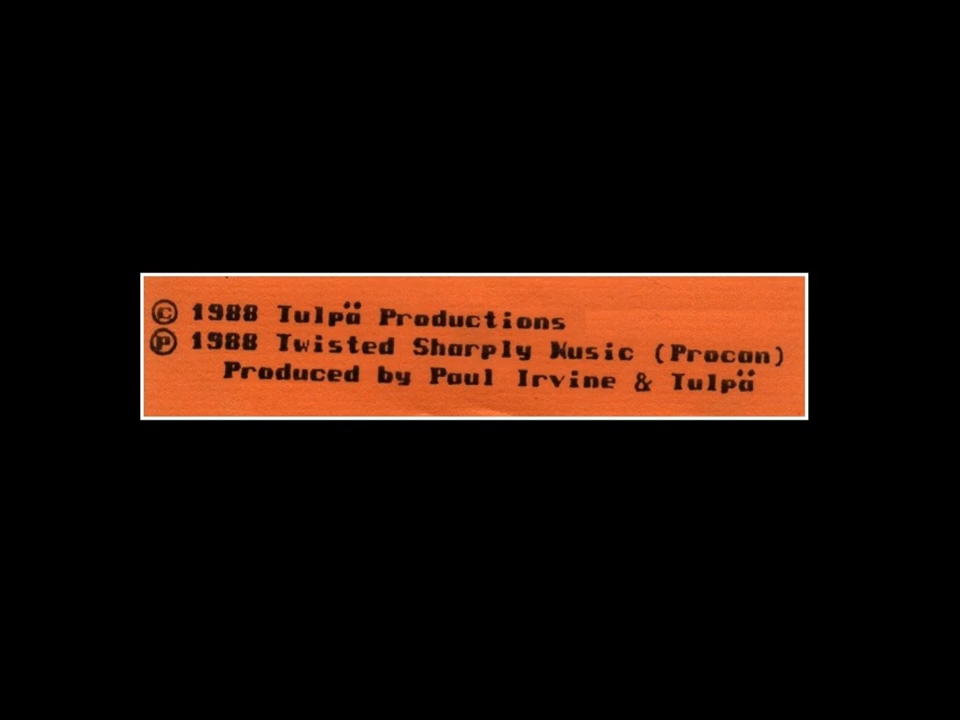 © 1988 Tulpä Productions
℗ 1988 Twisted Sharply Music (Procan)
Produced by Paul Irvine & Tulpä